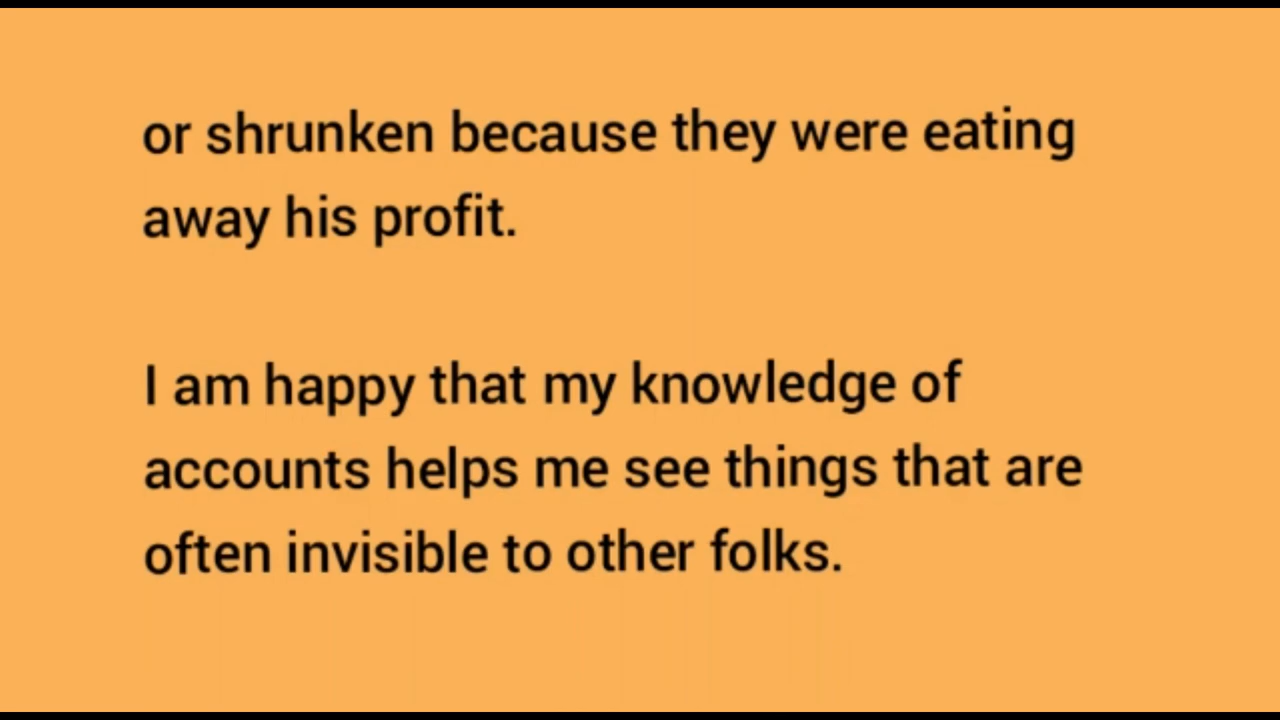 or shrunken because they were eating
away his profit.
I am happy that my knowledge of
accounts helps me see things that are
often invisible to other folks.